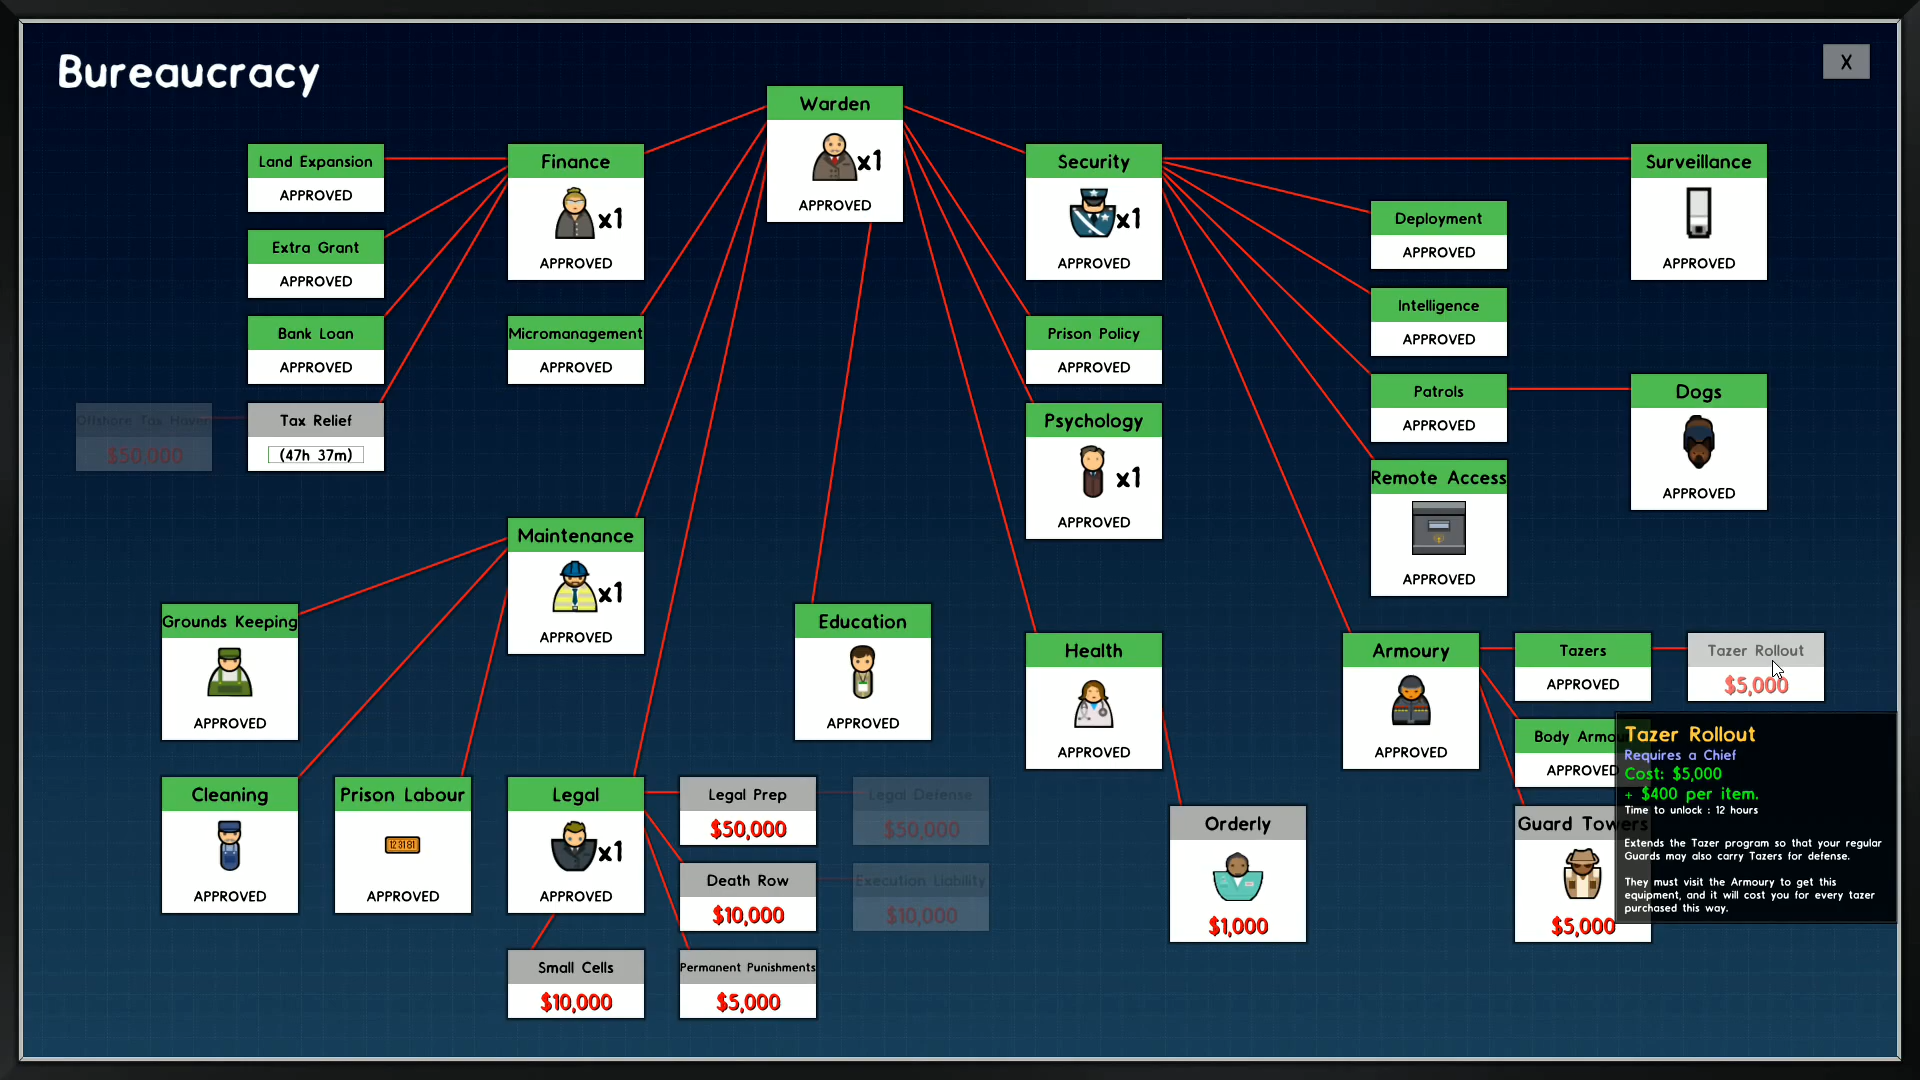 Bureaucracy
X
Warden
x1
APPROVED
Land Expansion
APPROVED
Finance
x1
APPROVED
Security
x1
APPROVED
Surveillance
APPROVED
Deployment
APPROVED
Extra Grant
APPROVED
Intelligence
APPROVED
Bank Loan
APPROVED
Micromanagement
APPROVED
Prison Policy
APPROVED
Patrols
APPROVED
Dogs
APPROVED
Offshore Tax Haven
$50,000
Tax Relief
(47h 37m)
Psychology
x1
APPROVED
Remote Access
APPROVED
Maintenance
x1
APPROVED
Grounds Keeping
APPROVED
Education
APPROVED
Health
APPROVED
Armoury
APPROVED
Tazers
APPROVED
Tazer Rollout
$5,000
Body Armou
APPROVED
Tazer Rollout
Requires a Chief
Cost: $5,000
+ $400 per item.
Time to unlock : 12 hours
Extends the Tazer program so that your regular
Guards may also carry Tazers for defense.
They must visit the Armoury to get this
equipment, and it will cost you for every tazer
purchased this way.
Cleaning
APPROVED
Prison Labour
123181
APPROVED
Legal
x1
APPROVED
Legal Prep
$50,000
Legal Defense
$50,000
Death Row
$10,000
Execution Liability
$10,000
Orderly
$1,000
Guard Towers
$5,000
Small Cells
$10,000
Permanent Punishments
$5,000